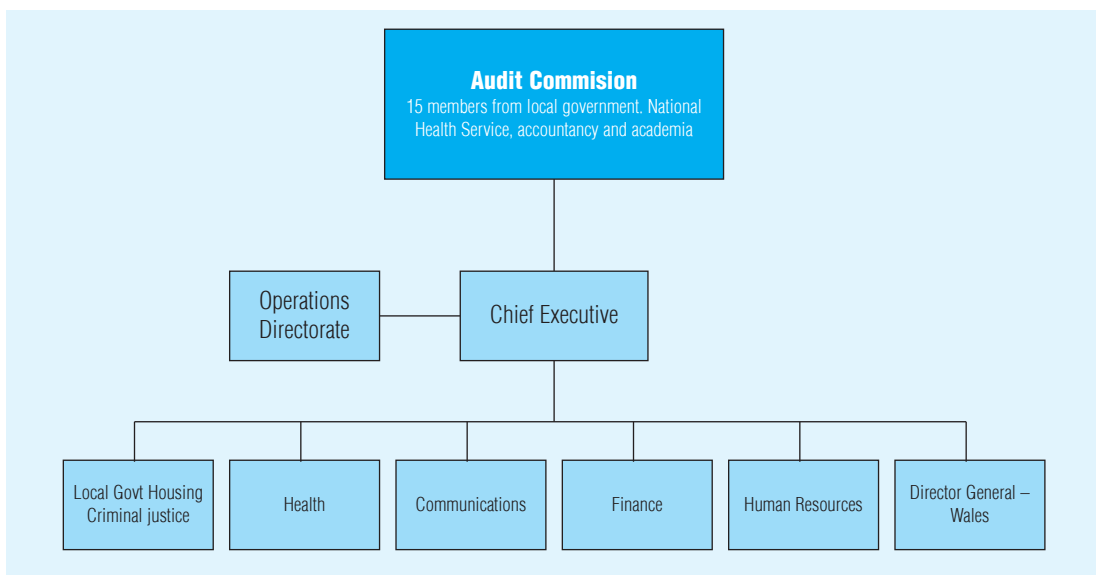 Audit Commision
15 members from local government. National
Health Service, accountancy and academia
Operations
Directorate
Chief Executive
Local Govt Housing
Criminal justice
Health
Communications
Finance
Human Resources
Director General –
Wales